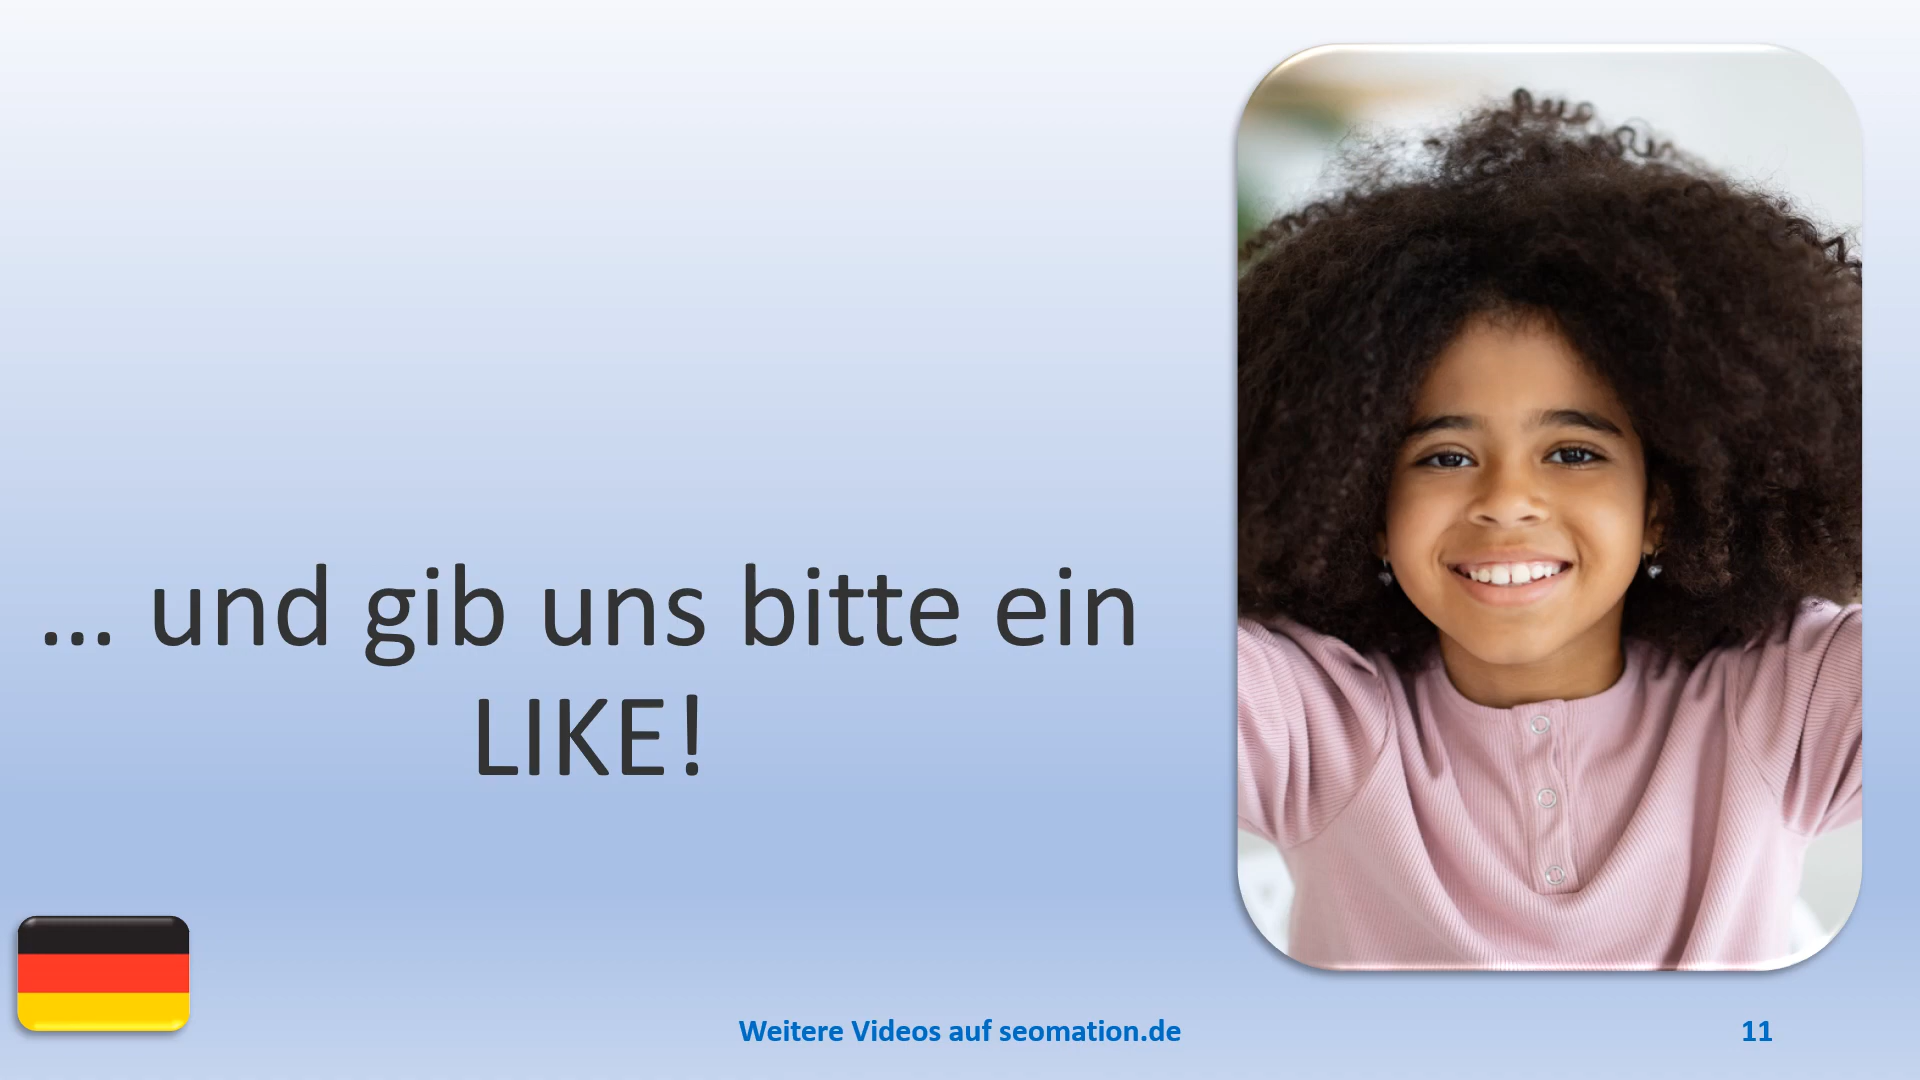 ... und gib uns bitte ein
LIKE!
Weitere Videos auf seomation.de
11